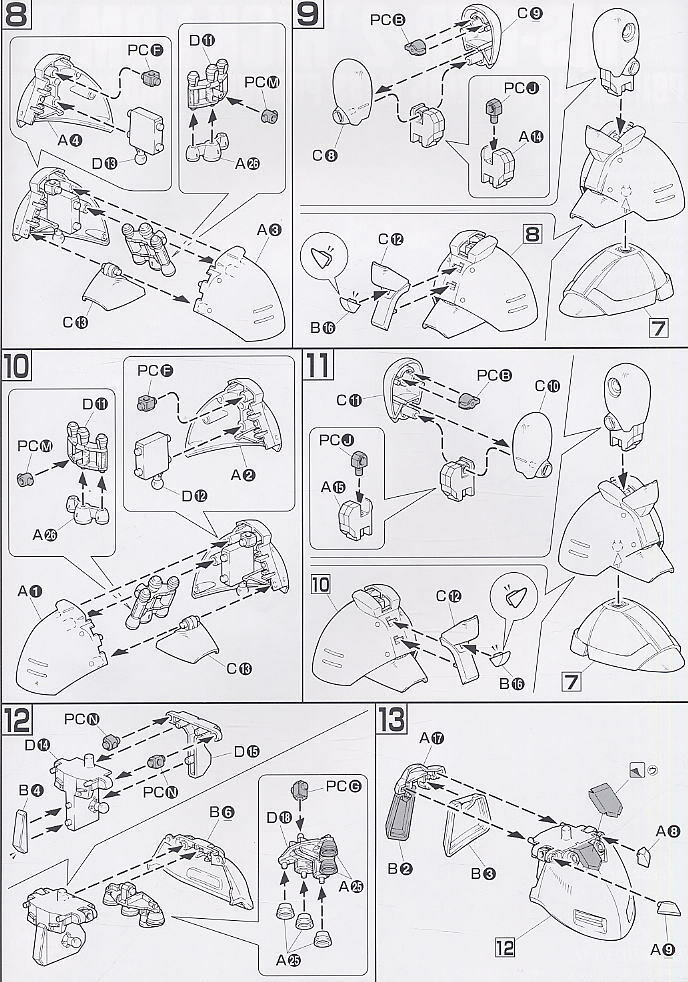 8
PCF
D11
PCM
A4
D13
A26
A3
C13
9
PCB
C9
C8
PCJ
A14
C12
B16
8
7
10
PCF
D11
PCM
A2
D12
A26
A1
C13
11
C11
PCB
C10
PCJ
A15
10
C12
B16
7
12
PCN
D14
D15
PCN
B4
B6
PCG
D18
A25
A25
13
A17
ウ
B2
B3
A8
12
A9